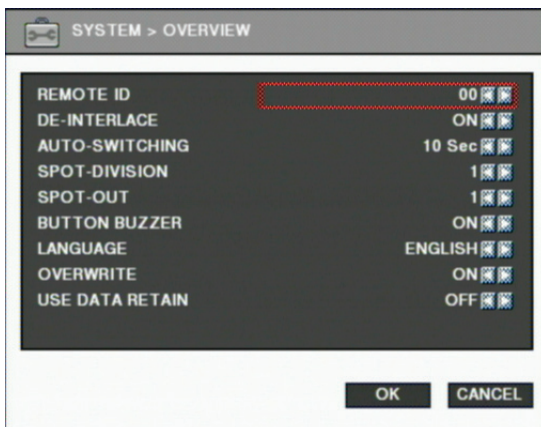 SYSTEM > OVERVIEW
REMOTE ID 00
DE-INTERLACE ON
AUTO-SWITCHING 10 Sec
SPOT-DIVISION 1
SPOT-OUT 1
BUTTON BUZZER ON
LANGUAGE ENGLISH
OVERWRITE ON
USE DATA RETAIN OFF
OK CANCEL